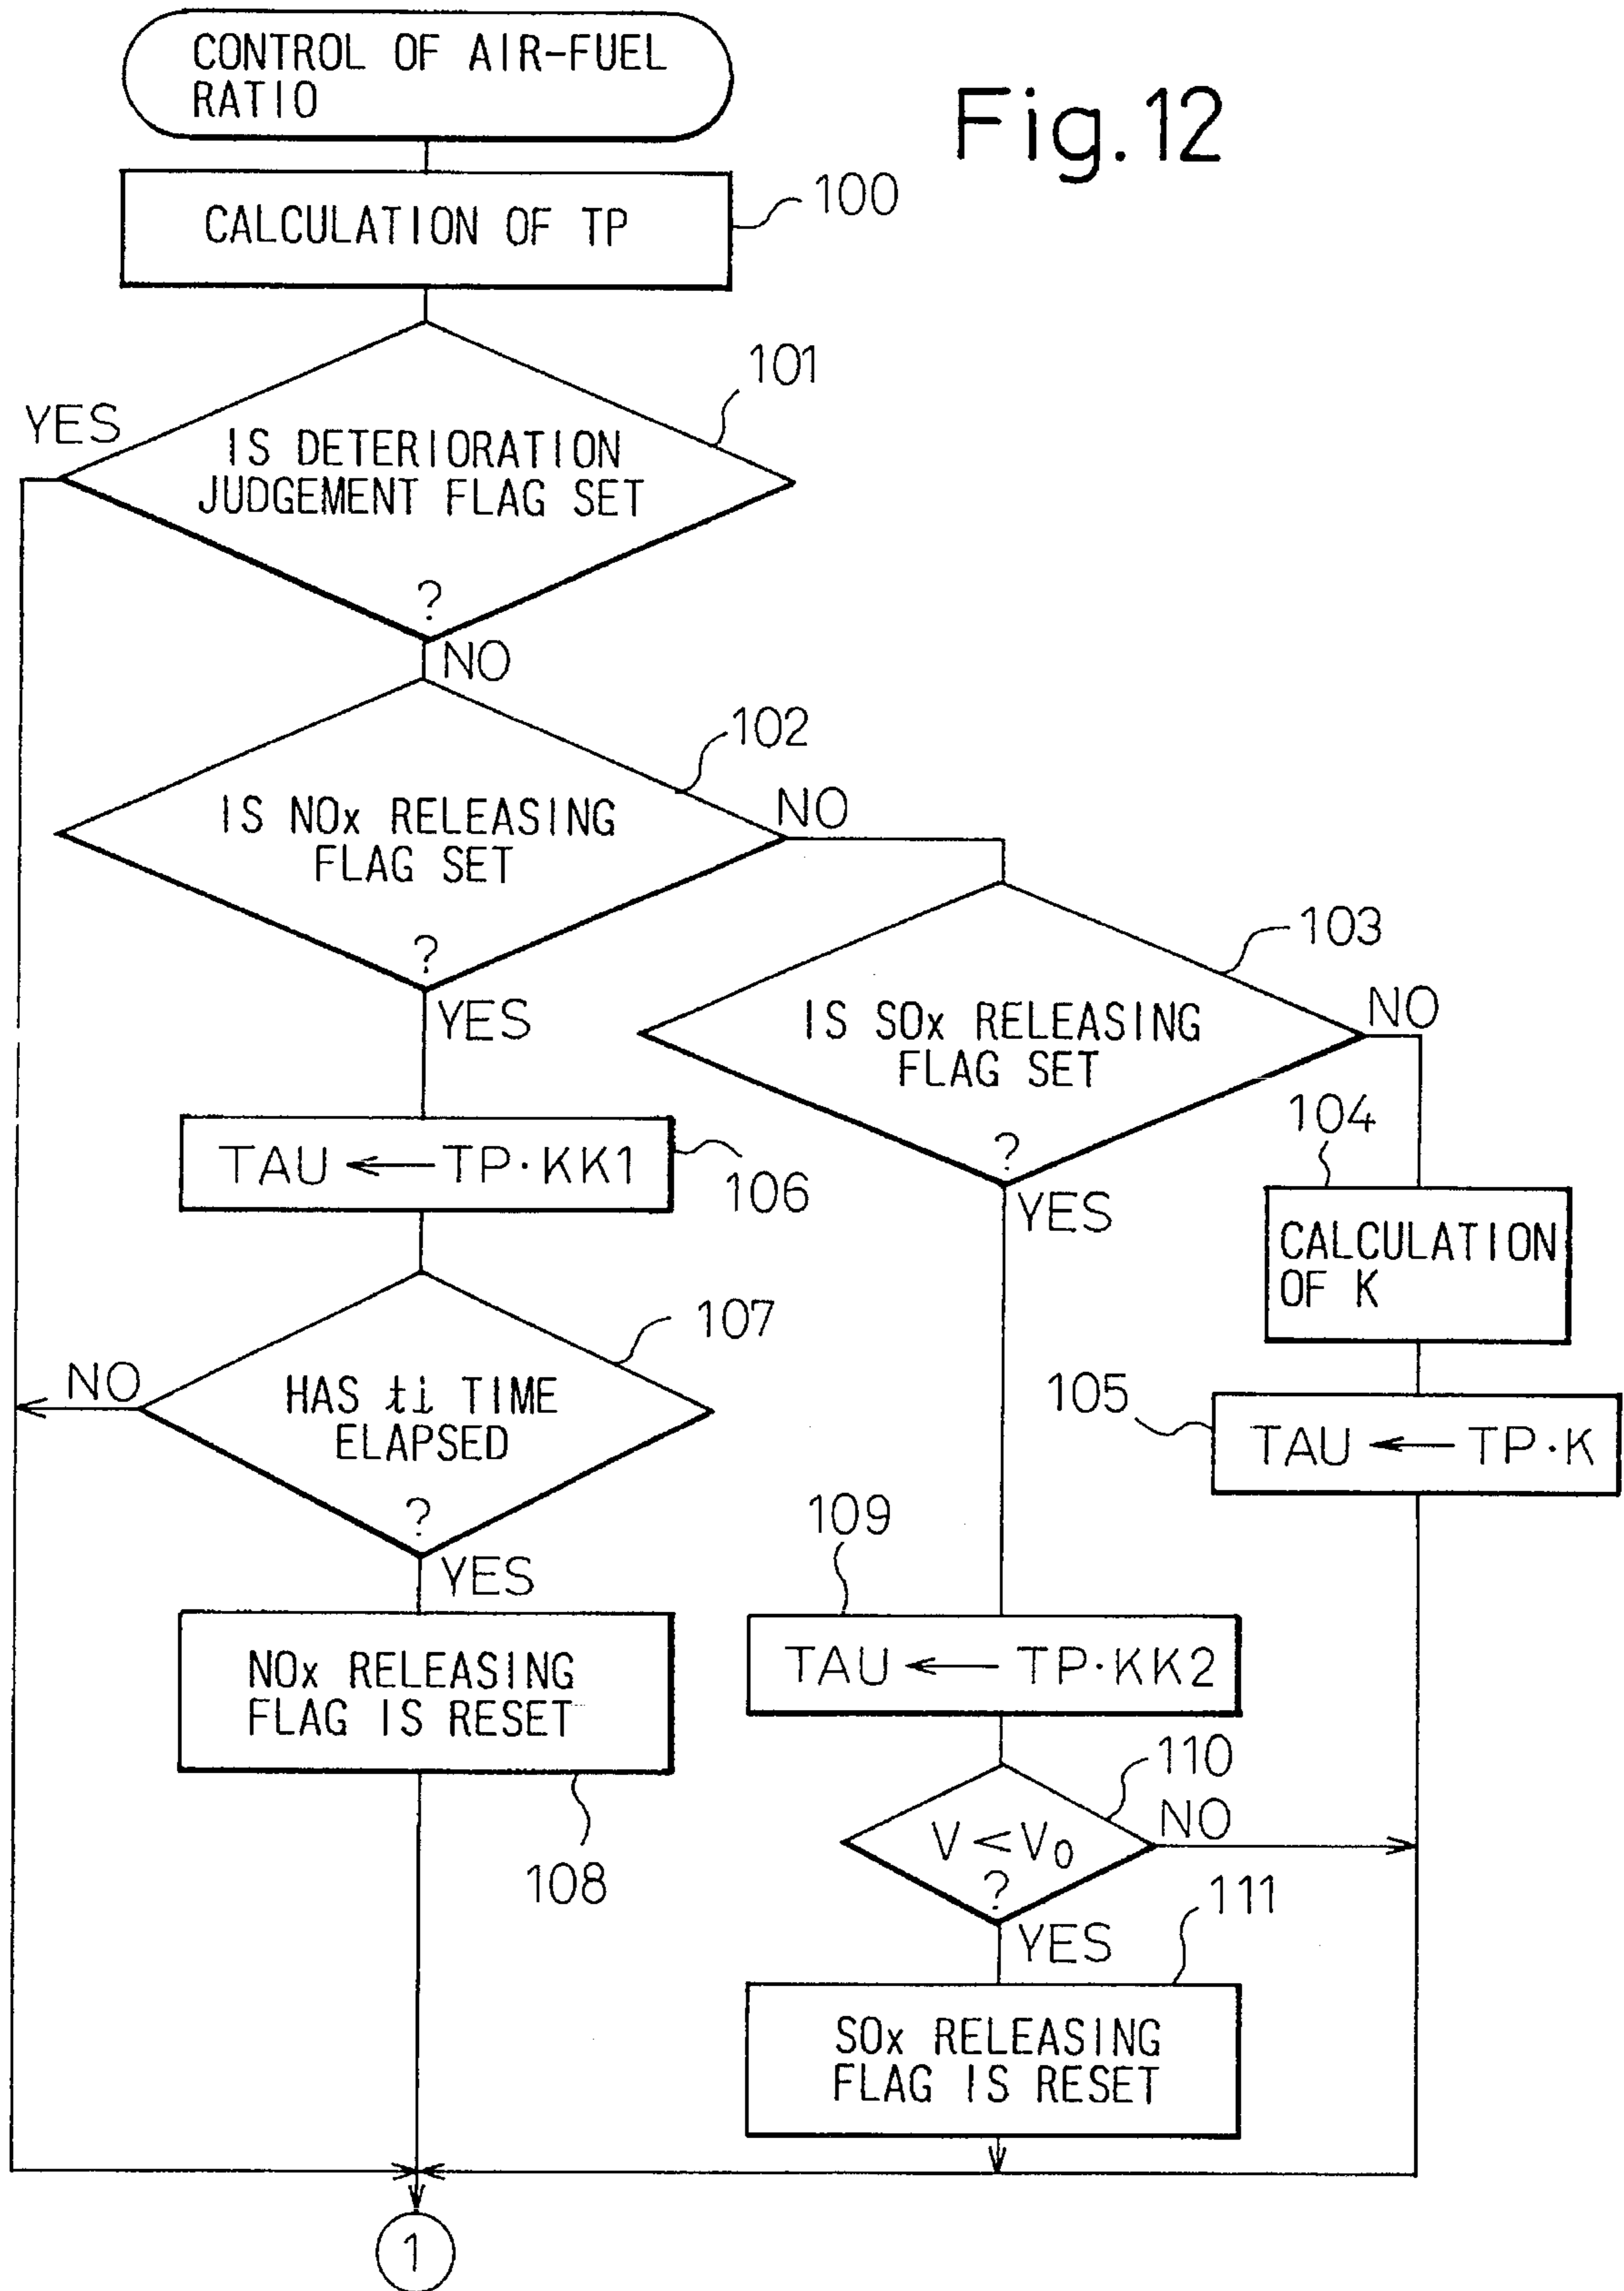 CONTROL OF AIR-FUEL
RATIO
Fig.12
CALCULATION OF TP
100
101
YES
IS DETERIORATION
JUDGEMENT FLAG SET
?
NO
102
IS NOx RELEASING
FLAG SET
?
NO
YES
103
IS SOx RELEASING
FLAG SET
?
NO
YES
104
CALCULATION
OF K
105
TAU ← TP·K
TAU ← TP·KK1
106
107
NO
HAS ti TIME
ELAPSED
?
YES
NOx RELEASING
FLAG IS RESET
108
109
TAU ← TP·KK2
110
V < V0
?
NO
YES
111
SOx RELEASING
FLAG IS RESET
1